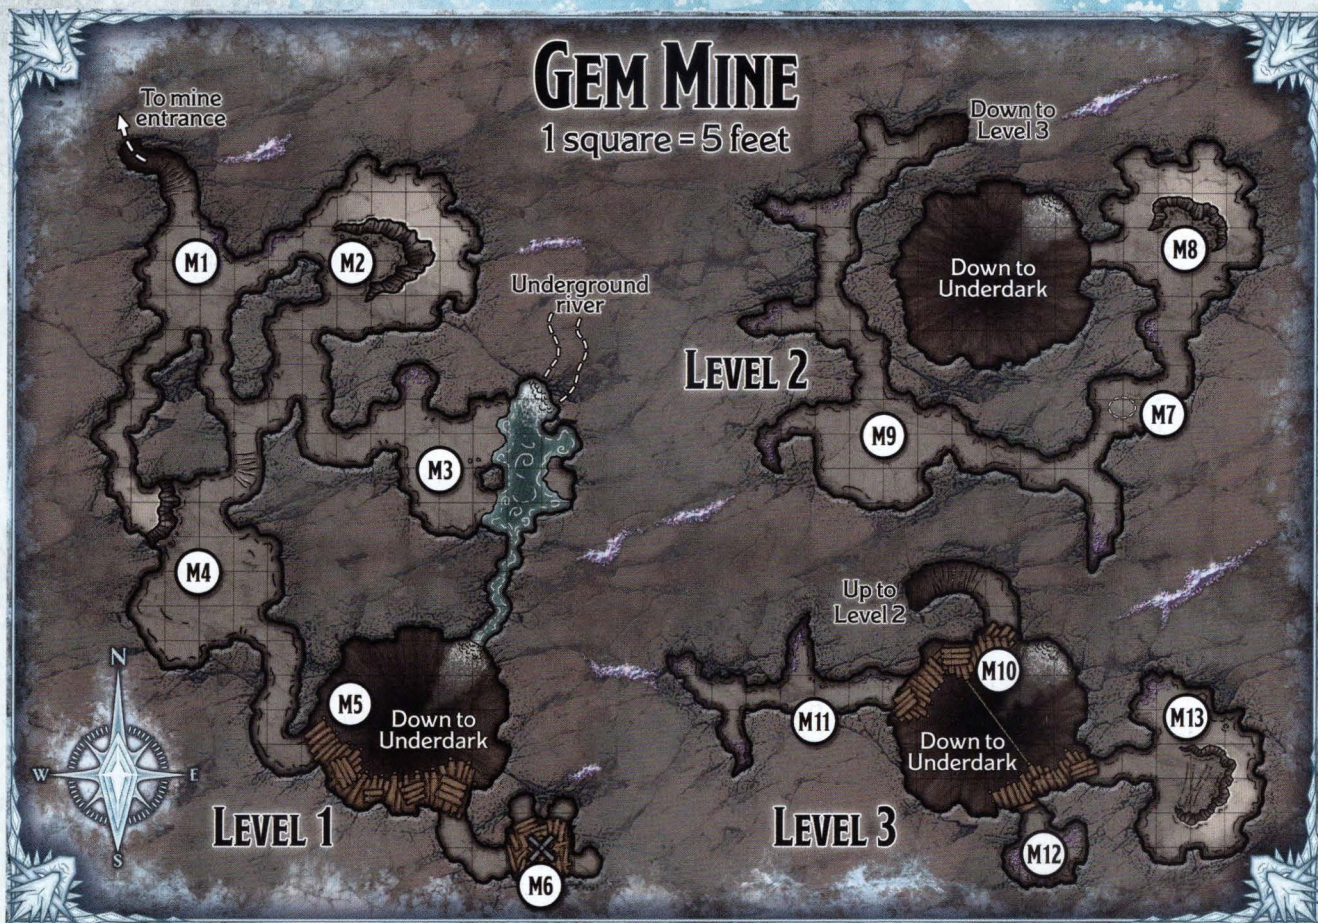 GEM MINE
1 square = 5 feet
To mine
entrance
M1
M2
Underground
river
M3
M4
M5
Down to
Underdark
M6
LEVEL 1
N
W
E
S
LEVEL 2
Down to
Level 3
Down to
Underdark
M8
M7
M9
Up to
Level 2
M10
M11
M13
Down to
Underdark
M12
LEVEL 3